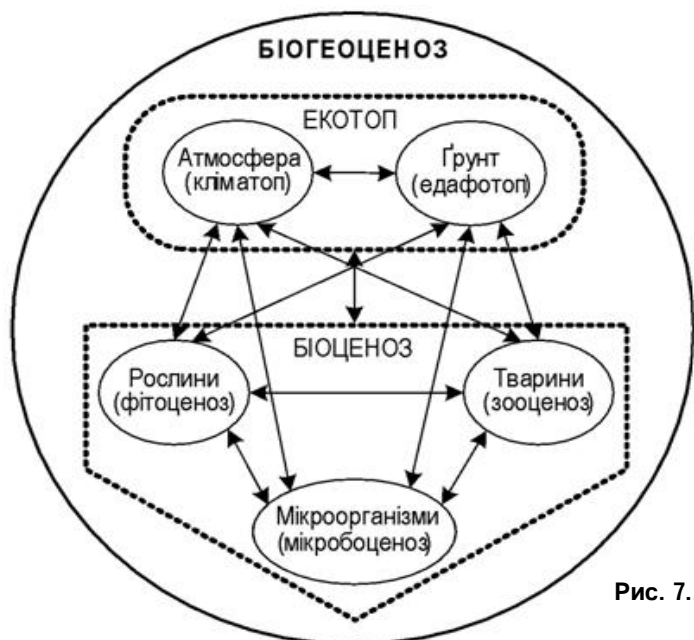 БІОГЕОЦЕНОЗ
ЕКОТОП
Атмосфера
(кліматоп)
Ґрунт
(едафотоп)
БІОЦЕНОЗ
Рослини
(фітоценоз)
Тварини
(зооценоз)
Мікроорганізми
(мікробоценоз)
Рис. 7.